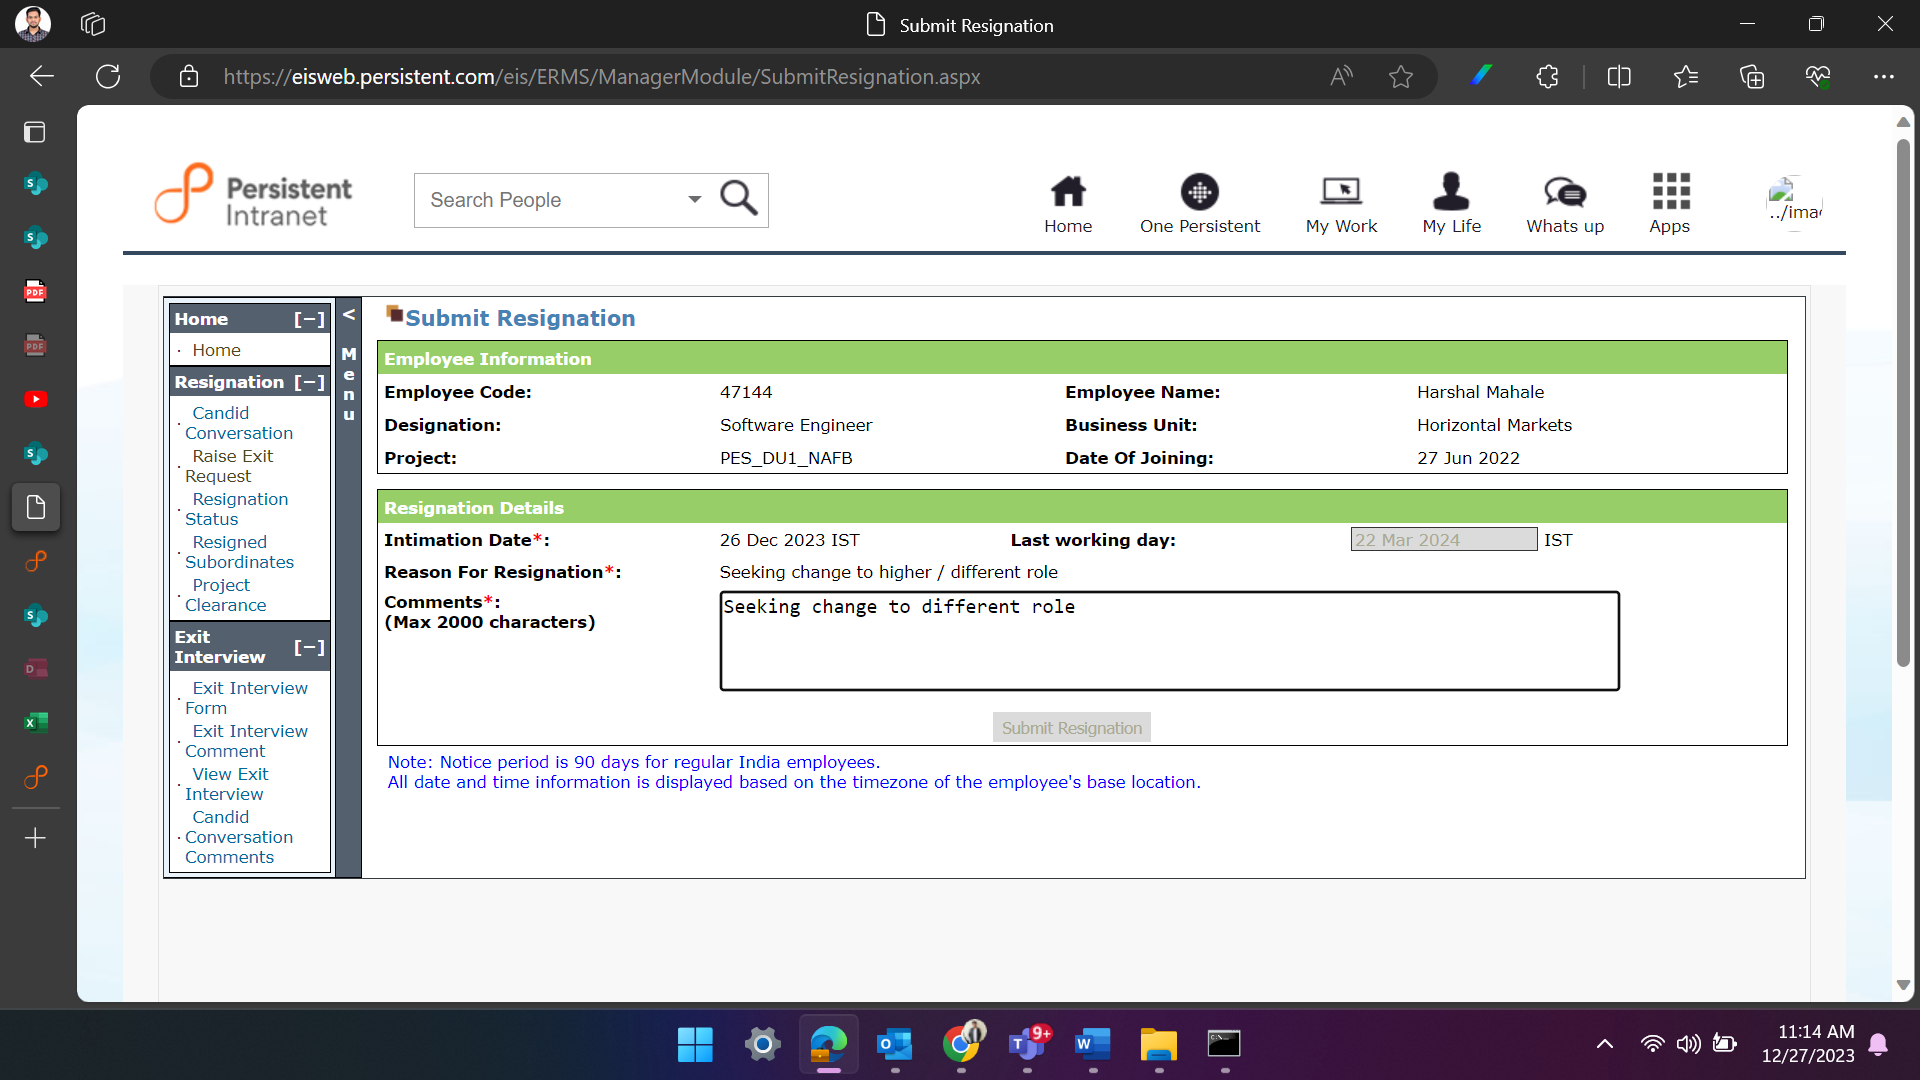 Submit Resignation
https://eisweb.persistent.com/eis/ERMS/ManagerModule/SubmitResignation.aspx
Persistent
Intranet
Search People
Home
One Persistent
My Work
My Life
Whats up
Apps
../imag
Home [−]
· Home
Resignation [−]
· Candid
Conversation
· Raise Exit
Request
· Resignation
Status
· Resigned
Subordinates
· Project
Clearance
Exit
Interview [−]
· Exit Interview
Form
· Exit Interview
Comment
· View Exit
Interview
· Candid
Conversation
Comments
<
M
e
n
u
Submit Resignation
Employee Information
Employee Code: 47144 Employee Name: Harshal Mahale
Designation: Software Engineer Business Unit: Horizontal Markets
Project: PES_DU1_NAFB Date Of Joining: 27 Jun 2022
Resignation Details
Intimation Date*: 26 Dec 2023 IST Last working day: 22 Mar 2024 IST
Reason For Resignation*: Seeking change to higher / different role
Comments*:
(Max 2000 characters)
Seeking change to different role
Submit Resignation
Note: Notice period is 90 days for regular India employees.
All date and time information is displayed based on the timezone of the employee's base location.
9+
11:14 AM
12/27/2023